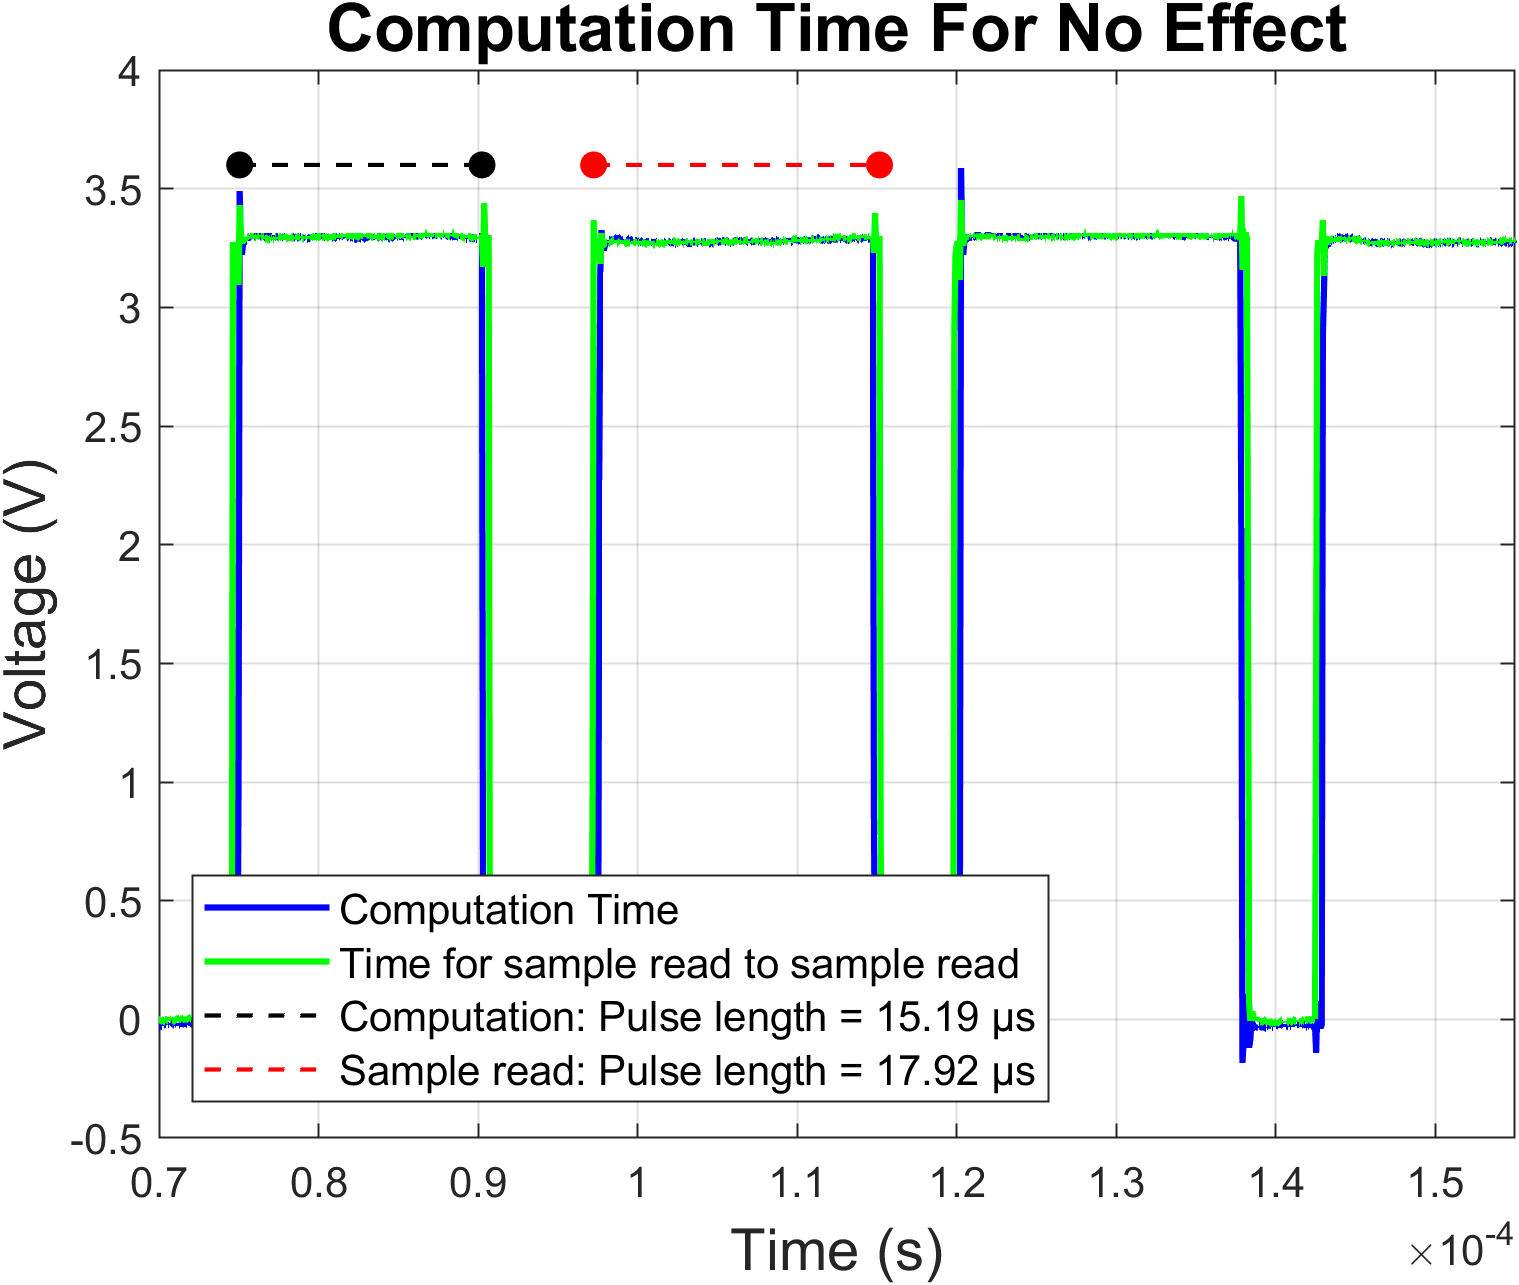 Computation Time For No Effect
4
3.5
3
2.5
2
1.5
1
0.5
0
-0.5
Voltage (V)
Computation Time
Time for sample read to sample read
Computation: Pulse length = 15.19 µs
Sample read: Pulse length = 17.92 µs
0.7 0.8 0.9 1 1.1 1.2 1.3 1.4 1.5
Time (s)
×10-4